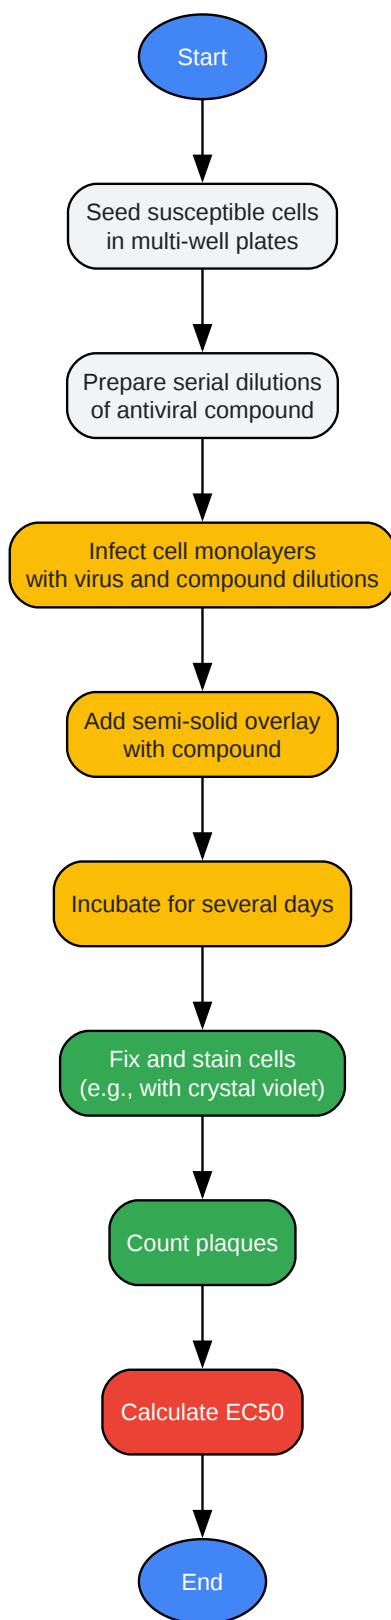 Start
Seed susceptible cells
in multi-well plates
Prepare serial dilutions
of antiviral compound
Infect cell monolayers
with virus and compound dilutions
Add semi-solid overlay
with compound
Incubate for several days
Fix and stain cells
(e.g., with crystal violet)
Count plaques
Calculate EC50
End